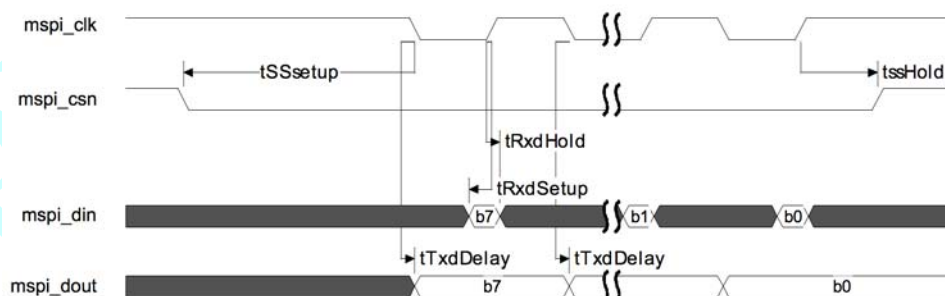 mspi_clk
tSSsetup
tssHold
mspi_csn
tRxdHold
tRxdSetup
mspi_din
b7
b1
b0
tTxdDelay
tTxdDelay
mspi_dout
b7
b0